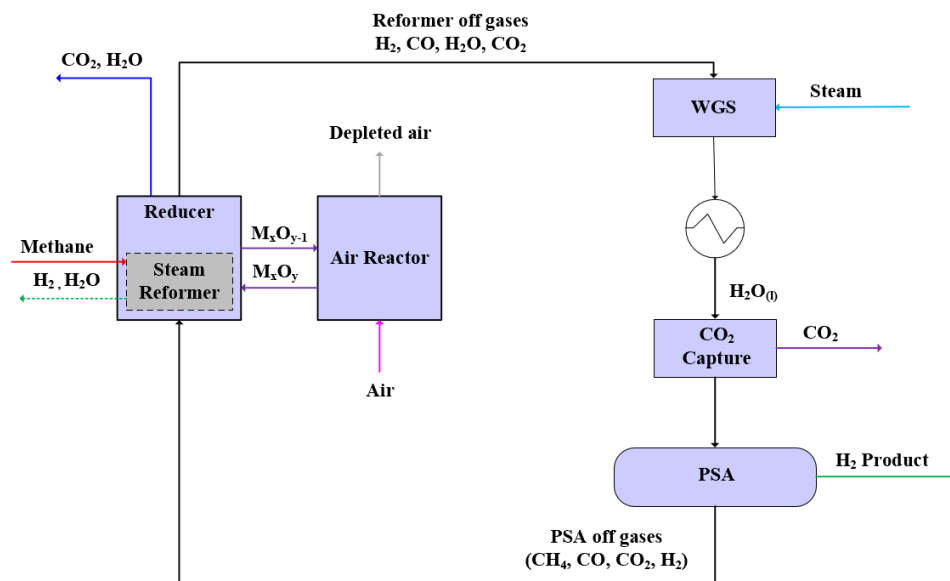 Reformer off gases
H₂, CO, H₂O, CO₂
CO₂, H₂O
WGS
Steam
Depleted air
Reducer
MₓOᵧ₋₁
Methane
Steam
Reformer
Air Reactor
MₓOᵧ
H₂ , H₂O
H₂O₍ₗ₎
CO₂
Capture
CO₂
Air
PSA
H₂ Product
PSA off gases
(CH₄, CO, CO₂, H₂)